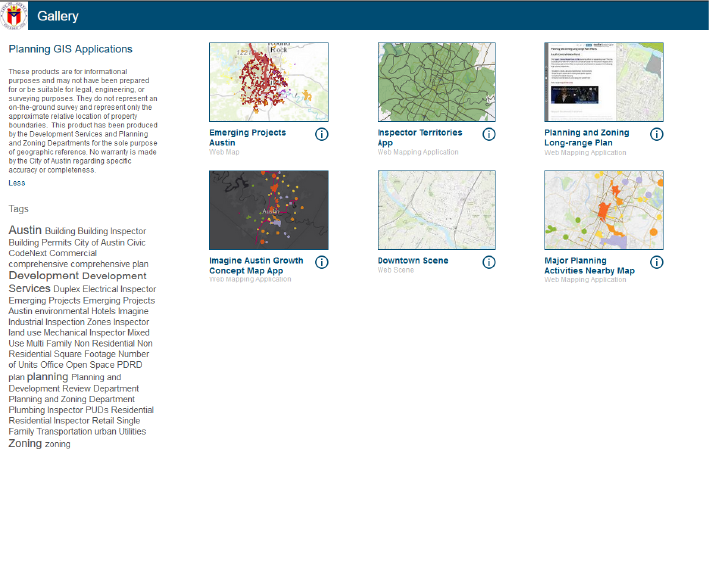 Gallery
Planning GIS Applications
These products are for informational
purposes and may not have been prepared
for or be suitable for legal, engineering, or
surveying purposes. They do not represent an
on-the-ground survey and represent only the
approximate relative location of property
boundaries. This product has been produced
by the Development Services and Planning
and Zoning Departments for the sole purpose
of geographic reference. No warranty is made
by the City of Austin regarding specific
accuracy or completeness.
Less
Tags
Austin Building Building Inspector
Building Permits City of Austin Civic
CodeNext Commercial
comprehensive comprehensive plan
Development Development
Services Duplex Electrical Inspector
Emerging Projects Emerging Projects
Austin environmental Hotels Imagine
Industrial Inspection Zones Inspector
land use Mechanical Inspector Mixed
Use Multi Family Non Residential Non
Residential Square Footage Number
of Units Office Open Space PDRD
plan planning Planning and
Development Review Department
Planning and Zoning Department
Plumbing Inspector PUDs Residential
Residential Inspector Retail Single
Family Transportation urban Utilities
Zoning zoning
Round
Rock
Emerging Projects
Austin
Web Map
Inspector Territories
App
Web Mapping Application
Planning and Zoning
Long-range Plan
Web Mapping Application
Austin
Imagine Austin Growth
Concept Map App
Web Mapping Application
Downtown Scene
Web Scene
Major Planning
Activities Nearby Map
Web Mapping Application